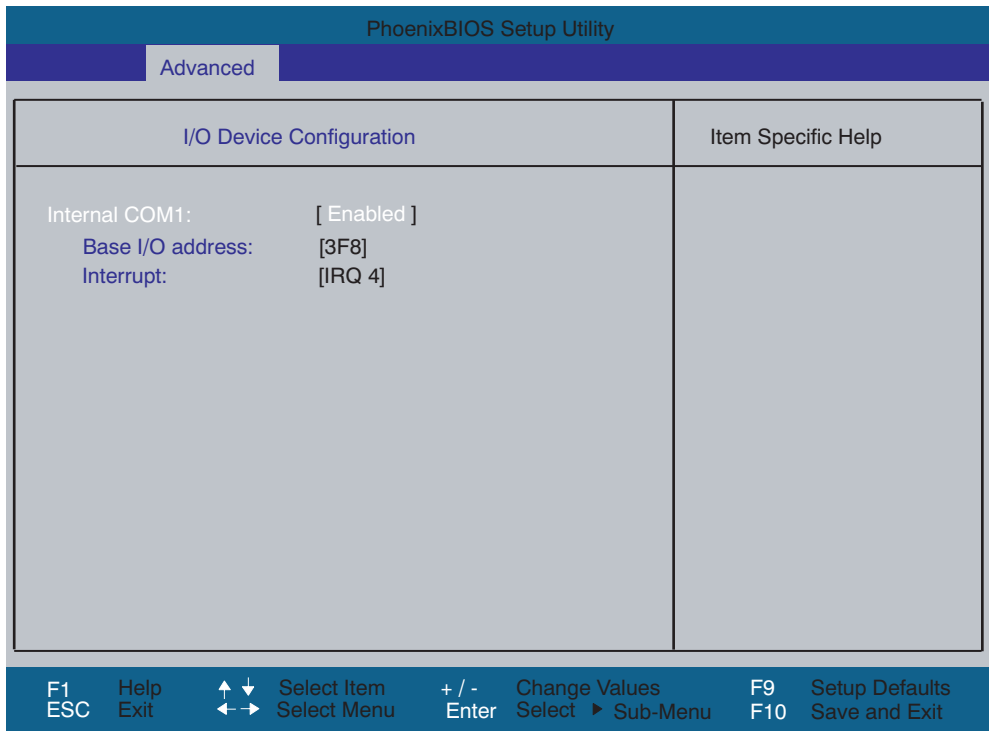 PhoenixBIOS Setup Utility
Advanced
I/O Device Configuration
Item Specific Help
Internal COM1: [ Enabled ]
Base I/O address: [3F8]
Interrupt: [IRQ 4]
F1 Help Select Item + / - Change Values F9 Setup Defaults
ESC Exit Select Menu Enter Select Sub-Menu F10 Save and Exit